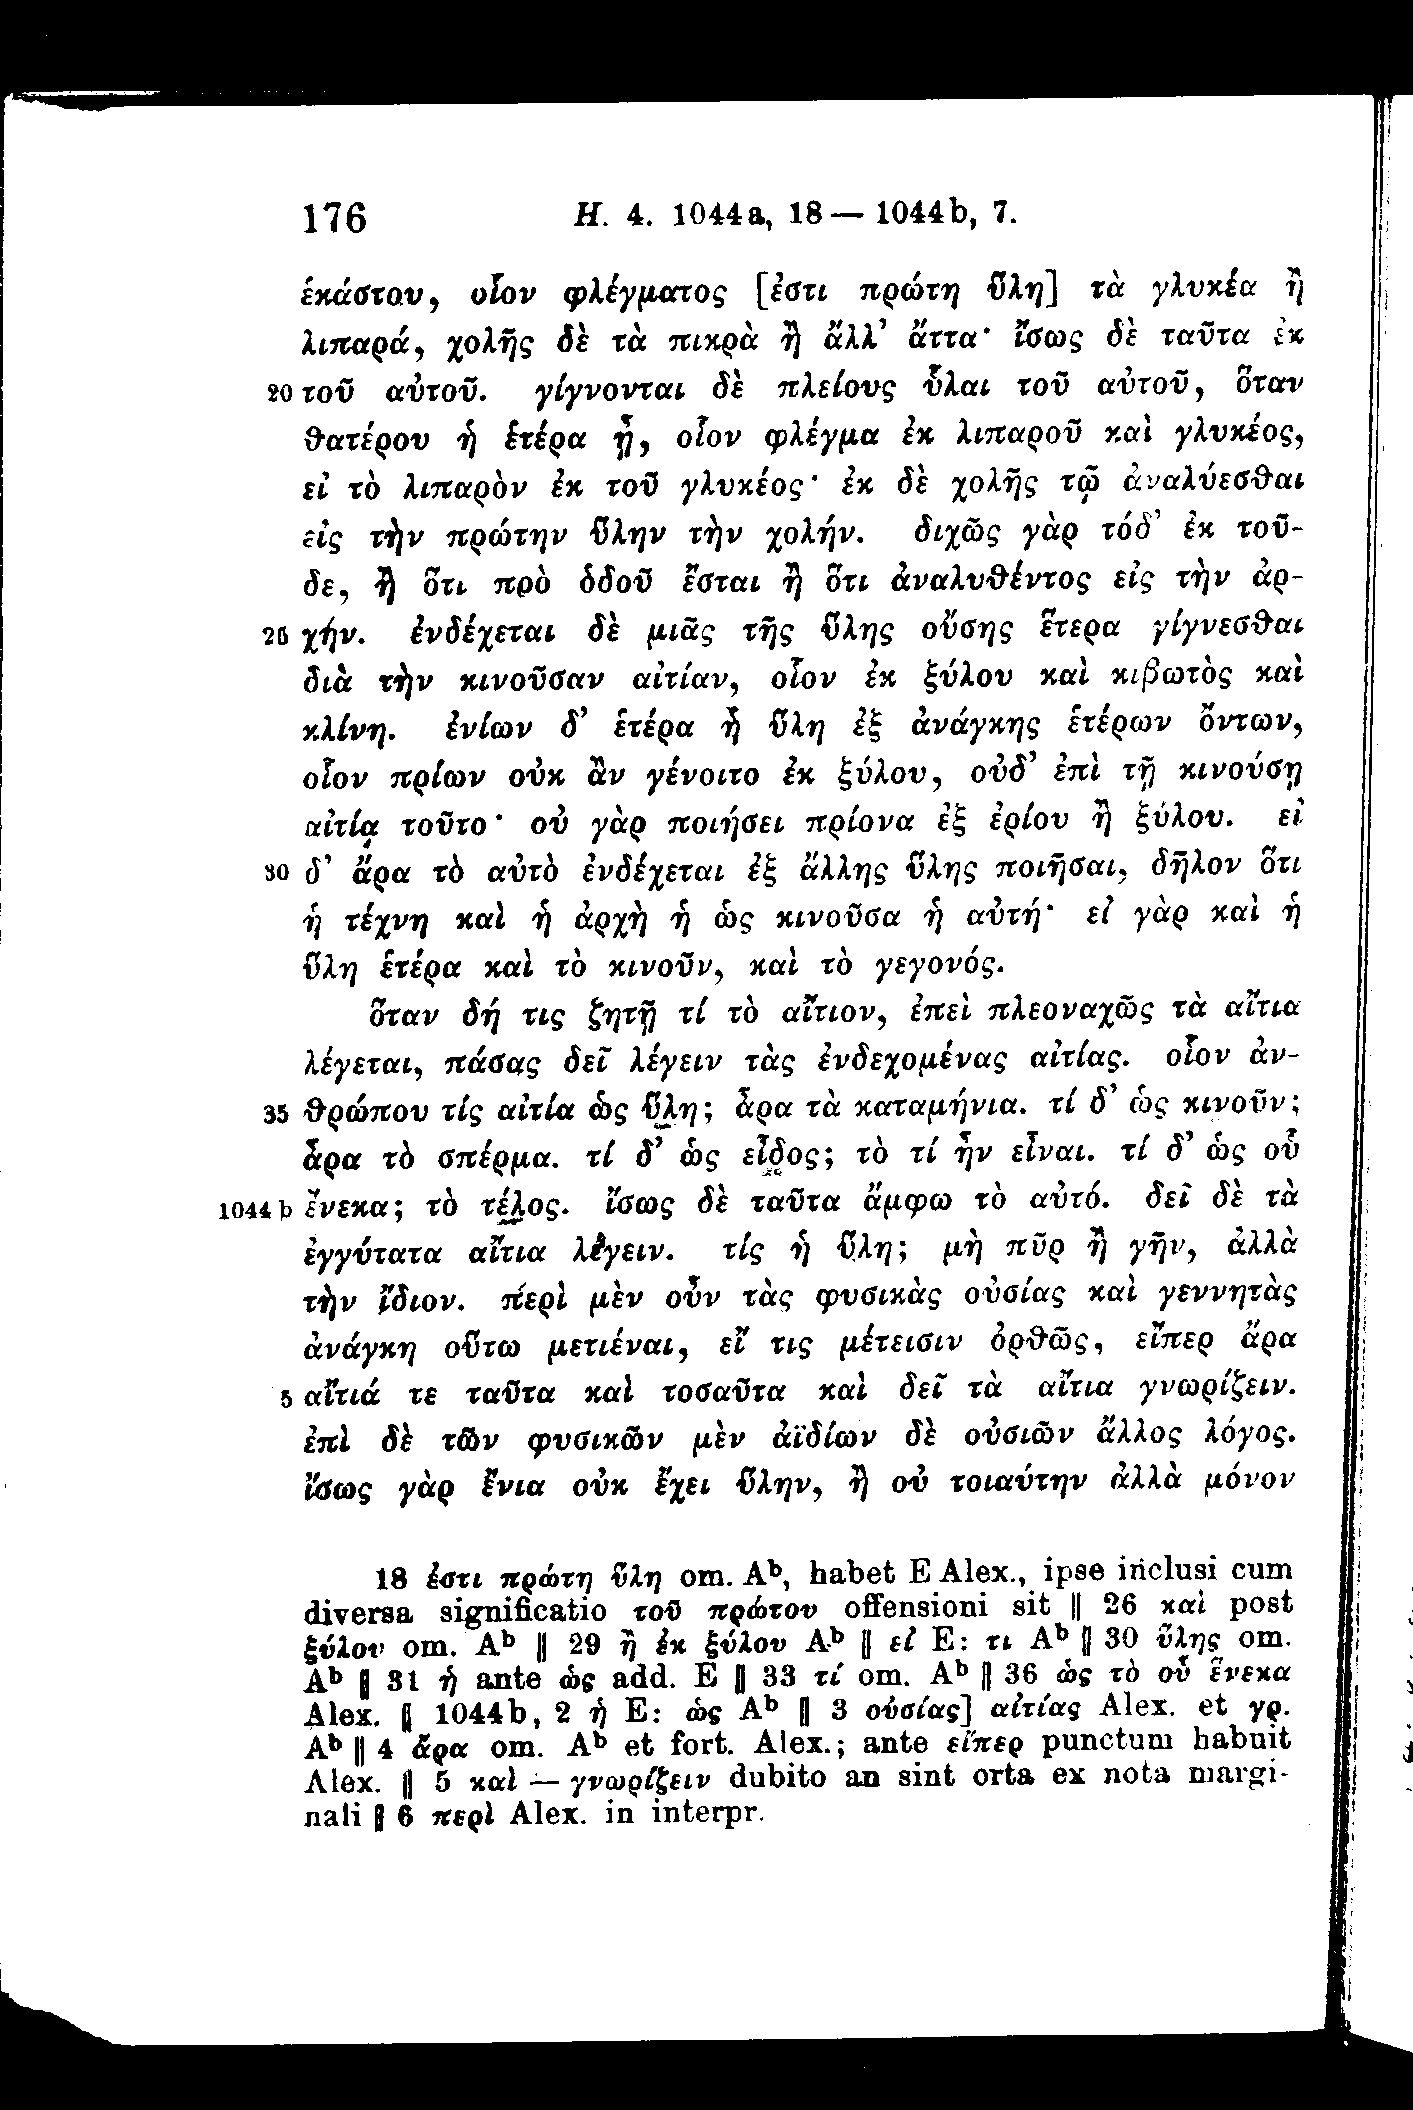 176 H. 4. 1044a, 18 — 1044b, 7.
ἑκάστου, οἷον φλέγματος [ἐστι πρώτη ὕλη] τὰ γλυκέα ἢ
λιπαρά, χολῆς δὲ τὰ πικρὰ ἢ ἄλλ’ ἄττα· ἴσως δὲ ταῦτα ἐκ
20 τοῦ αὐτοῦ. γίγνονται δὲ πλείους ὗλαι τοῦ αὐτοῦ, ὅταν
θατέρου ἡ ἑτέρα ᾖ, οἷον φλέγμα ἐκ λιπαροῦ καὶ γλυκέος,
εἰ τὸ λιπαρὸν ἐκ τοῦ γλυκέος· ἐκ δὲ χολῆς τῷ ἀναλύεσθαι
εἰς τὴν πρώτην ὕλην τὴν χολήν. διχῶς γὰρ τόδ’ ἐκ τοῦ-
δε, ἢ ὅτι πρὸ ὁδοῦ ἔσται ἢ ὅτι ἀναλυθέντος εἰς τὴν ἀρ-
25 χήν. ἐνδέχεται δὲ μιᾶς τῆς ὕλης οὔσης ἕτερα γίγνεσθαι
διὰ τὴν κινοῦσαν αἰτίαν, οἷον ἐκ ξύλου καὶ κιβωτὸς καὶ
κλίνη. ἐνίων δ’ ἑτέρα ἡ ὕλη ἐξ ἀνάγκης ἑτέρων ὄντων,
οἷον πρίων οὐκ ἂν γένοιτο ἐκ ξύλου, οὐδ’ ἐπὶ τῇ κινούσῃ
αἰτίᾳ τοῦτο· οὐ γὰρ ποιήσει πρίονα ἐξ ἐρίου ἢ ξύλου. εἰ
30 δ’ ἄρα τὸ αὐτὸ ἐνδέχεται ἐξ ἄλλης ὕλης ποιῆσαι, δῆλον ὅτι
ἡ τέχνη καὶ ἡ ἀρχὴ ἡ ὡς κινοῦσα ἡ αὐτή· εἰ γὰρ καὶ ἡ
ὕλη ἑτέρα καὶ τὸ κινοῦν, καὶ τὸ γεγονός.
ὅταν δή τις ζητῇ τί τὸ αἴτιον, ἐπεὶ πλεοναχῶς τὰ αἴτια
λέγεται, πάσας δεῖ λέγειν τὰς ἐνδεχομένας αἰτίας. οἷον ἀν-
35 θρώπου τίς αἰτία ὡς ὕλη; ἆρα τὰ καταμήνια. τί δ’ ὡς κινοῦν;
ἆρα τὸ σπέρμα. τί δ’ ὡς εἶδος; τὸ τί ἦν εἶναι. τί δ’ ὡς οὗ
1044 b ἕνεκα; τὸ τέλος. ἴσως δὲ ταῦτα ἄμφω τὸ αὐτό. δεῖ δὲ τὰ
ἐγγύτατα αἴτια λέγειν. τίς ἡ ὕλη; μὴ πῦρ ἢ γῆν, ἀλλὰ
τὴν ἴδιον. περὶ μὲν οὖν τὰς φυσικὰς οὐσίας καὶ γεννητὰς
ἀνάγκη οὕτω μετιέναι, εἴ τις μέτεισιν ὀρθῶς, εἴπερ ἄρα
5 αἴτιά τε ταῦτα καὶ τοσαῦτα καὶ δεῖ τὰ αἴτια γνωρίζειν.
ἐπὶ δὲ τῶν φυσικῶν μὲν ἀϊδίων δὲ οὐσιῶν ἄλλος λόγος.
ἴσως γὰρ ἔνια οὐκ ἔχει ὕλην, ἢ οὐ τοιαύτην ἀλλὰ μόνον
18 ἐστι πρώτη ὕλη om. Aᵇ, habet E Alex., ipse inclusi cum
diversa significatio τοῦ πρώτου offensioni sit ‖ 26 καὶ post
ξύλου om. Aᵇ ‖ 29 ἢ ἐκ ξύλου Aᵇ ‖ εἰ E: τι Aᵇ ‖ 30 ὕλης om.
Aᵇ ‖ 31 ἡ ante ὡς add. E ‖ 33 τί om. Aᵇ ‖ 36 ὡς τὸ οὗ ἕνεκα
Alex. ‖ 1044b, 2 ἡ E: ὡς Aᵇ ‖ 3 οὐσίας] αἰτίας Alex. et γρ.
Aᵇ ‖ 4 ἄρα om. Aᵇ et fort. Alex.; ante εἴπερ punctum habuit
Alex. ‖ 5 καὶ — γνωρίζειν dubito an sint orta ex nota margi-
nali ‖ 6 περὶ Alex. in interpr.